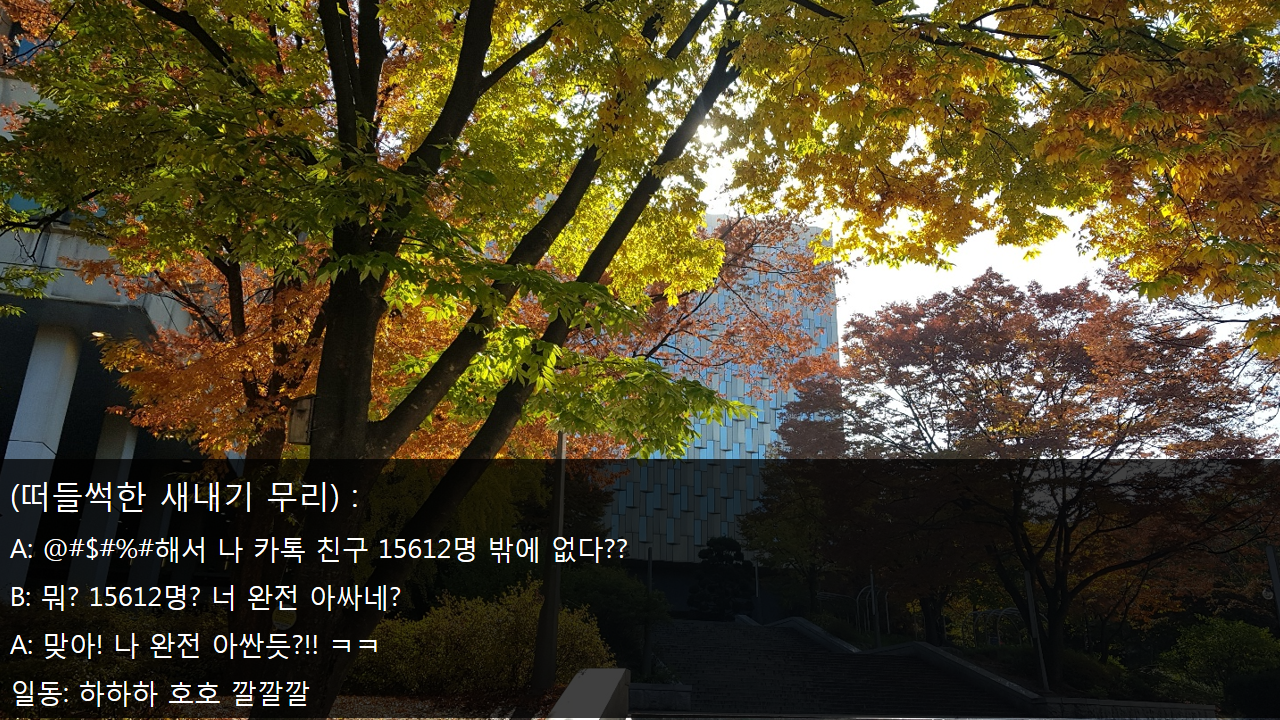 (떠들썩한 새내기 무리) :
A: @#$#%#해서 나 카톡 친구 15612명 밖에 없다??
B: 뭐? 15612명? 너 완전 아싸네?
A: 맞아! 나 완전 아싼듯?!! ㅋㅋ
일동: 하하하 호호 깔깔깔